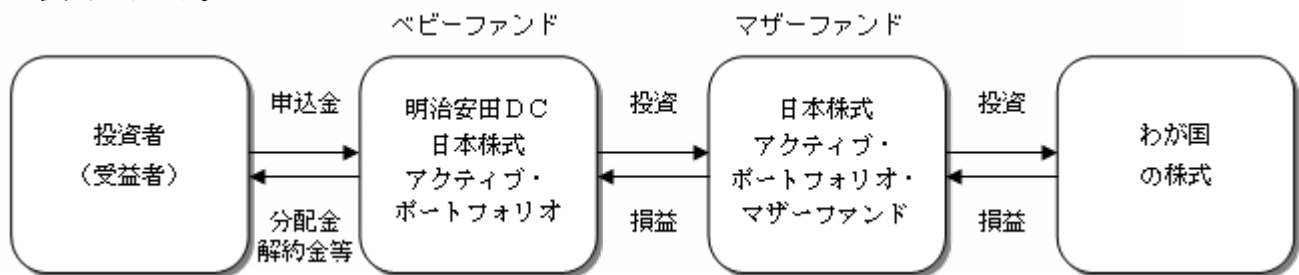 ベビーファンド
マザーファンド
投資者
（受益者）
申込金
分配金
解約金等
明治安田ＤＣ
日本株式
アクティブ・
ポートフォリオ
投資
損益
日本株式
アクティブ・
ポートフォリオ・
マザーファンド
投資
損益
わが国
の株式